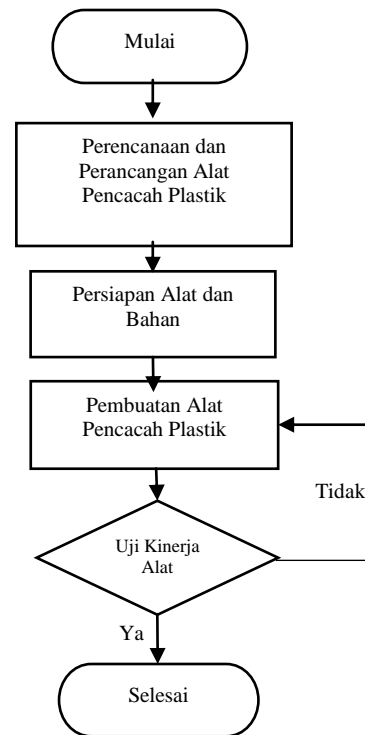 Mulai
Perencanaan dan
Perancangan Alat
Pencacah Plastik
Persiapan Alat dan
Bahan
Pembuatan Alat
Pencacah Plastik
Tidak
Uji Kinerja
Alat
Ya
Selesai